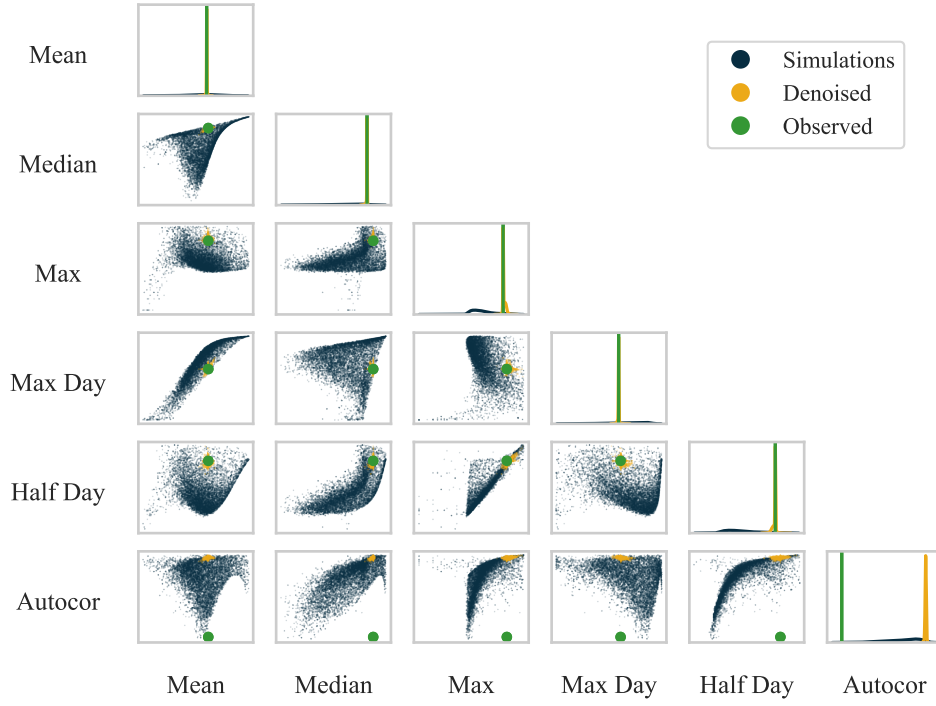 Mean
Simulations
Denoised
Observed
Median
Max
Max Day
Half Day
Autocor
Mean Median Max Max Day Half Day Autocor